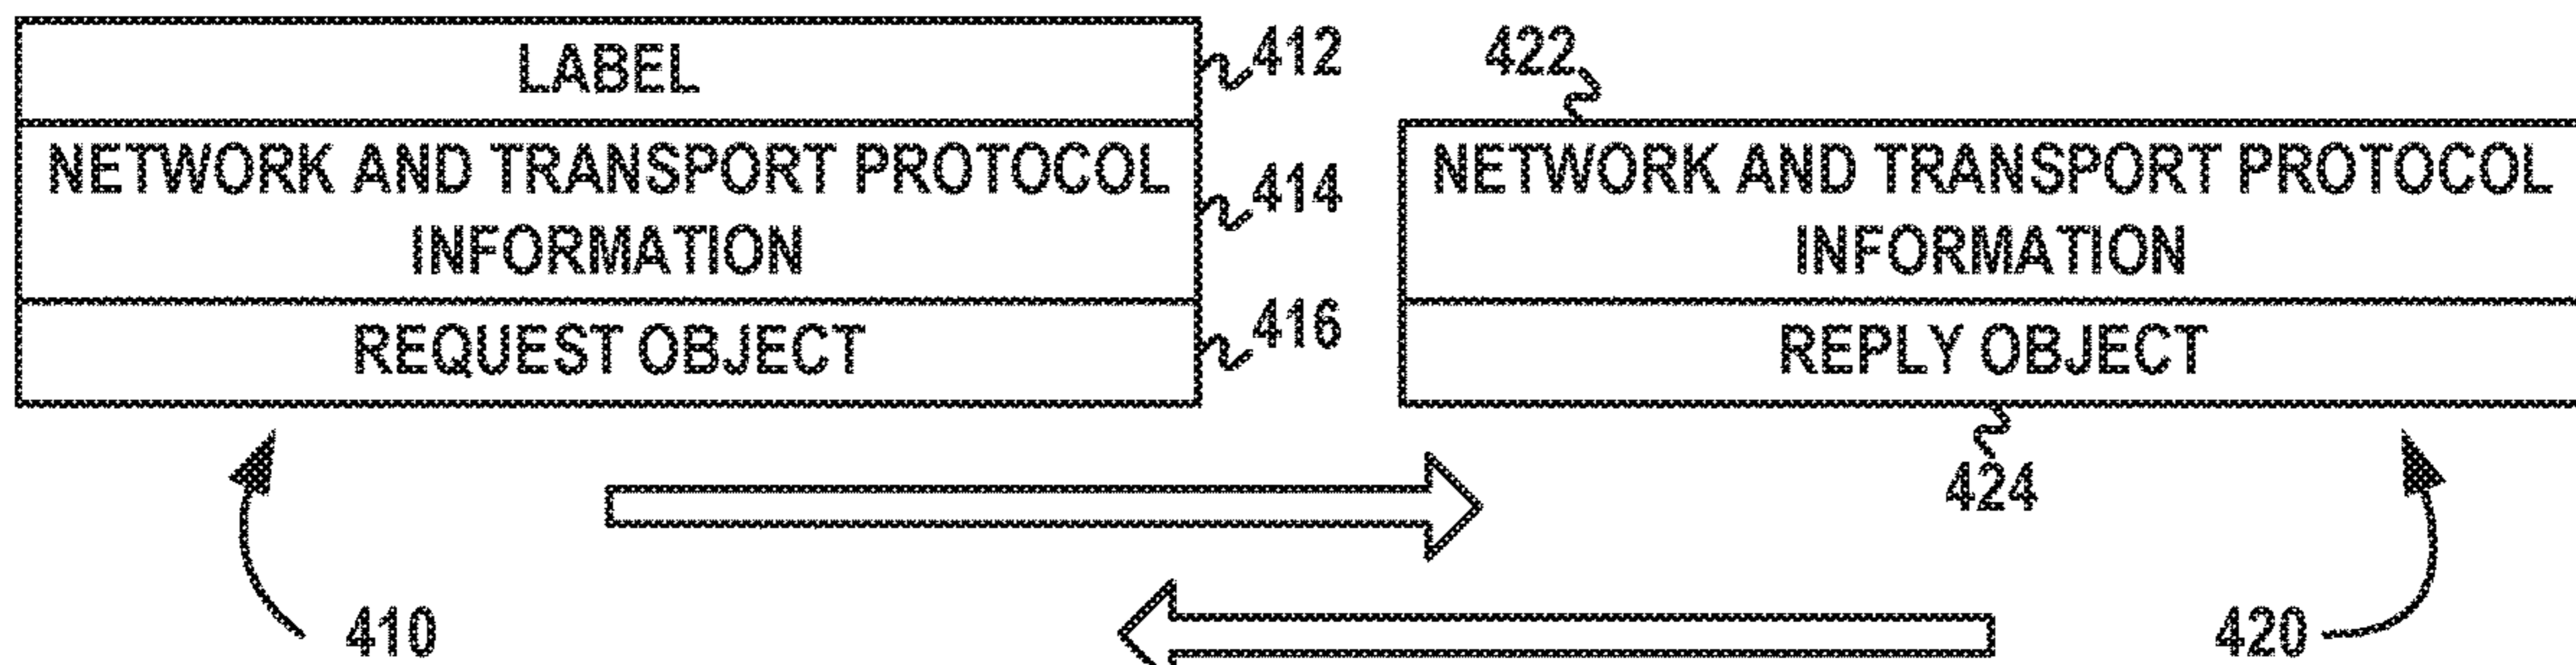 LABEL
412
NETWORK AND TRANSPORT PROTOCOL
INFORMATION
414
REQUEST OBJECT
416
422
NETWORK AND TRANSPORT PROTOCOL
INFORMATION
REPLY OBJECT
424
410
420